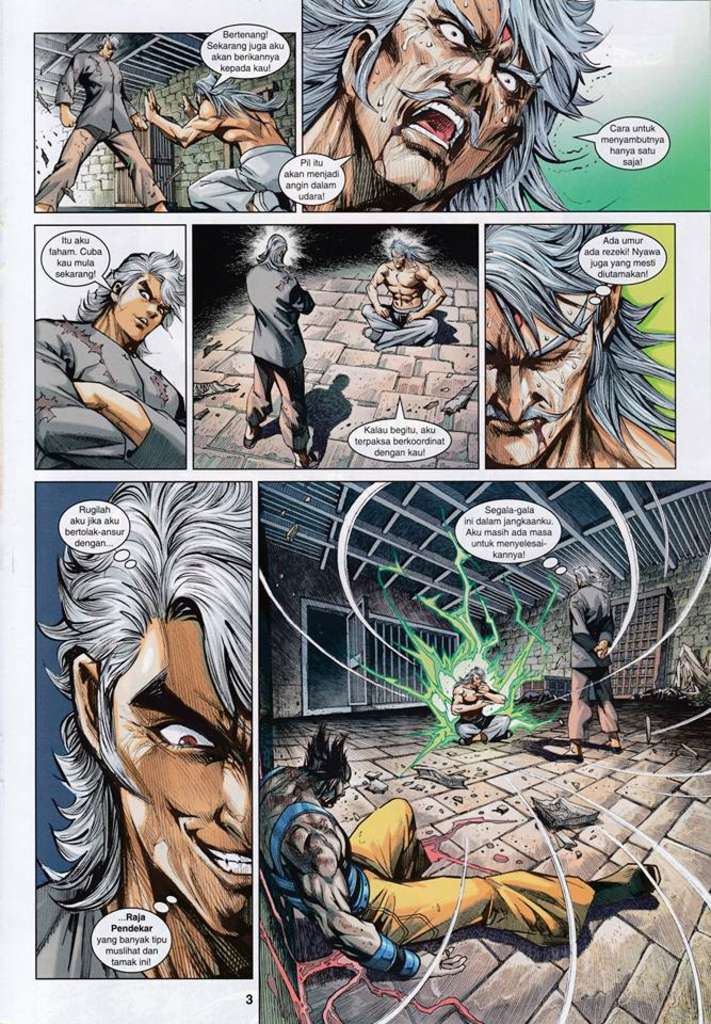 Bertenang!
Sekarang juga aku
akan berikannya
kepada kau!
Pil itu
akan menjadi
angin dalam
udara!
Cara untuk
menyembunyikannya
hanya satu
saja!
Itu aku
faham. Cuba
kau mula
sekarang!
Kalau begitu, aku
terpaksa berkoordinat
dengan kau!
Ada umur
ada rezeki! Nyawa
juga yang mesti
diutamakan!
Rugilah
aku jika aku
bertolak-ansur
dengan...
...Raja
Pendekar
yang banyak tipu
muslihat dan
tamak ini!
Segala-gala
ini dalam jangkaanku.
Aku masih ada masa
untuk menyelesai-
kannya!
3